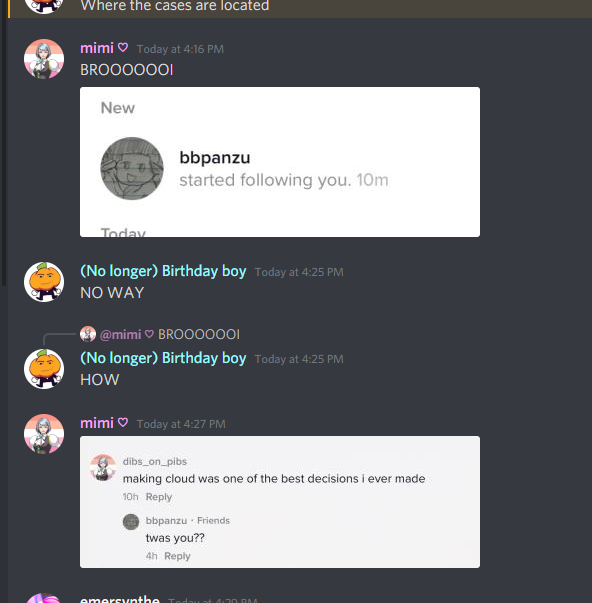 Where the cases are located
mimi ♡ Today at 4:16 PM
BROOOOOOI
New
bbpanzu
started following you. 10m
Today
(No longer) Birthday boy Today at 4:25 PM
NO WAY
@mimi ♡ BROOOOOOI
(No longer) Birthday boy Today at 4:25 PM
HOW
mimi ♡ Today at 4:27 PM
dibs_on_pibs
making cloud was one of the best decisions i ever made
10h Reply
bbpanzu · Friends
twas you??
4h Reply
emersynthe Today at 4:29 PM